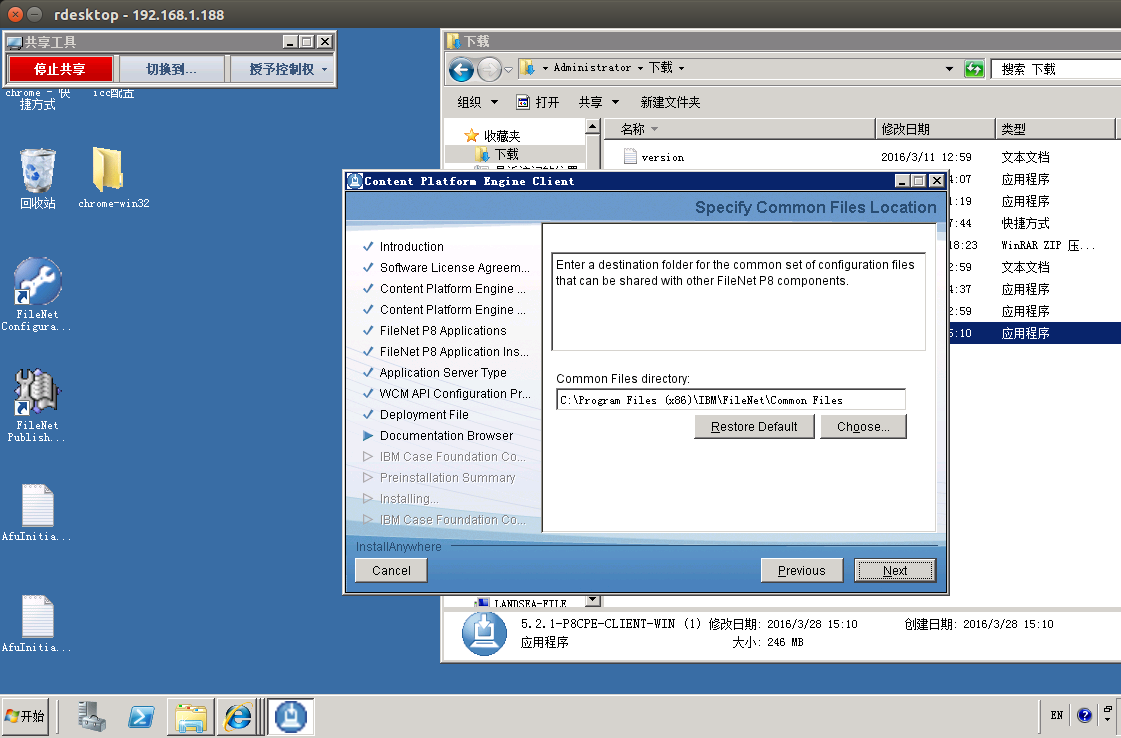 rdesktop - 192.168.1.188
共享工具
停止共享
切换到...
授予控制权
chrome - 快
捷方式
icc配置
回收站
chrome-win32
FileNet
Configura...
FileNet
Publish...
AfuInitia...
AfuInitia...
下载
Administrator
下载
搜索 下载
组织
打开
共享
新建文件夹
收藏夹
下载
最近访问的位置
名称
修改日期
类型
version
2016/3/11 12:59
文本文档
4:07
应用程序
1:19
应用程序
7:44
快捷方式
18:23
WinRAR ZIP 压...
2:59
文本文档
4:37
应用程序
2:59
应用程序
5:10
应用程序
Content Platform Engine Client
Specify Common Files Location
Introduction
Software License Agreem...
Content Platform Engine ...
Content Platform Engine ...
FileNet P8 Applications
FileNet P8 Application Ins...
Application Server Type
WCM API Configuration Pr...
Deployment File
Documentation Browser
IBM Case Foundation Co...
Preinstallation Summary
Installing...
IBM Case Foundation Co...
Enter a destination folder for the common set of configuration files
that can be shared with other FileNet P8 components.
Common Files directory:
C:\Program Files (x86)\IBM\FileNet\Common Files
Restore Default
Choose...
InstallAnywhere
Cancel
Previous
Next
LANDSEA-FILE
5.2.1-P8CPE-CLIENT-WIN (1) 修改日期: 2016/3/28 15:10
创建日期: 2016/3/28 15:10
应用程序
大小: 246 MB
开始
EN